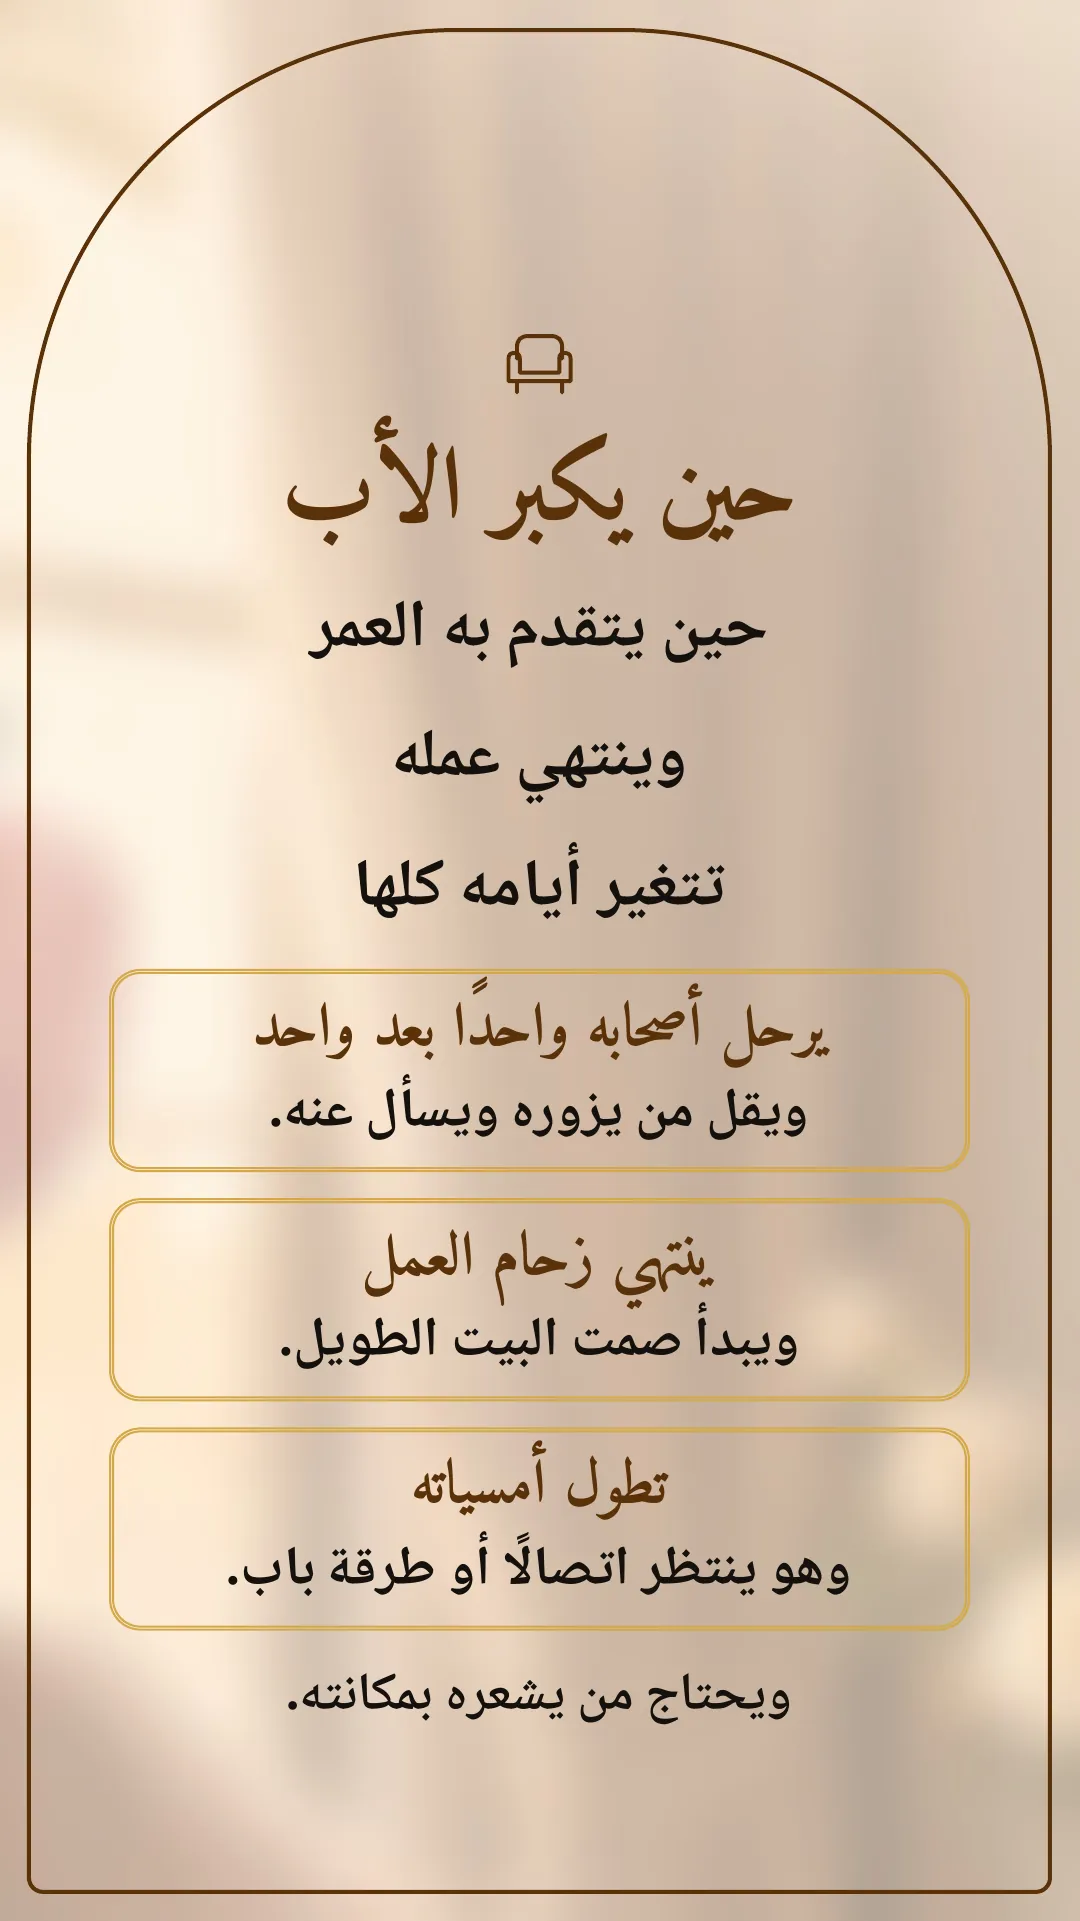 حين يكبر الأب
حين يتقدم به العمر
وينتهي عمله
تتغير أيامه كلها
يرحل أصحابه واحدًا بعد واحد
ويقل من يزوره ويسأل عنه.
ينتهي زحام العمل
ويبدأ صمت البيت الطويل.
تطول أمسياته
وهو ينتظر اتصالًا أو طرقة باب.
ويحتاج من يشعره بمكانته.